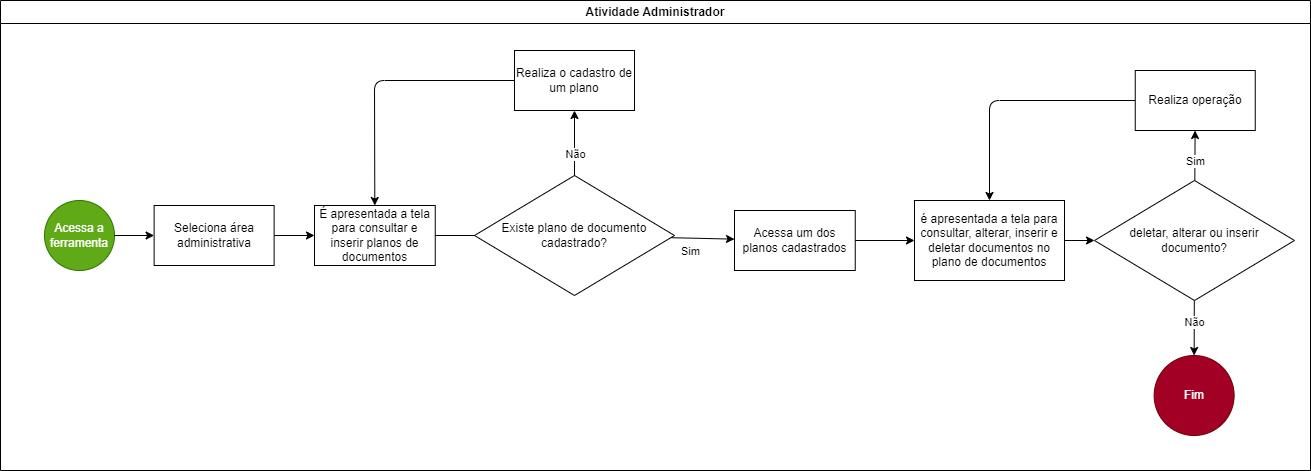 Atividade Administrador
Realiza o cadastro de
um plano
Realiza operação
Não
Sim
Acessa a
ferramenta
Seleciona área
administrativa
É apresentada a tela
para consultar e
inserir planos de
documentos
Existe plano de documento
cadastrado?
Sim
Acessa um dos
planos cadastrados
é apresentada a tela para
consultar, alterar, inserir e
deletar documentos no
plano de documentos
deletar, alterar ou inserir
documento?
Não
Fim